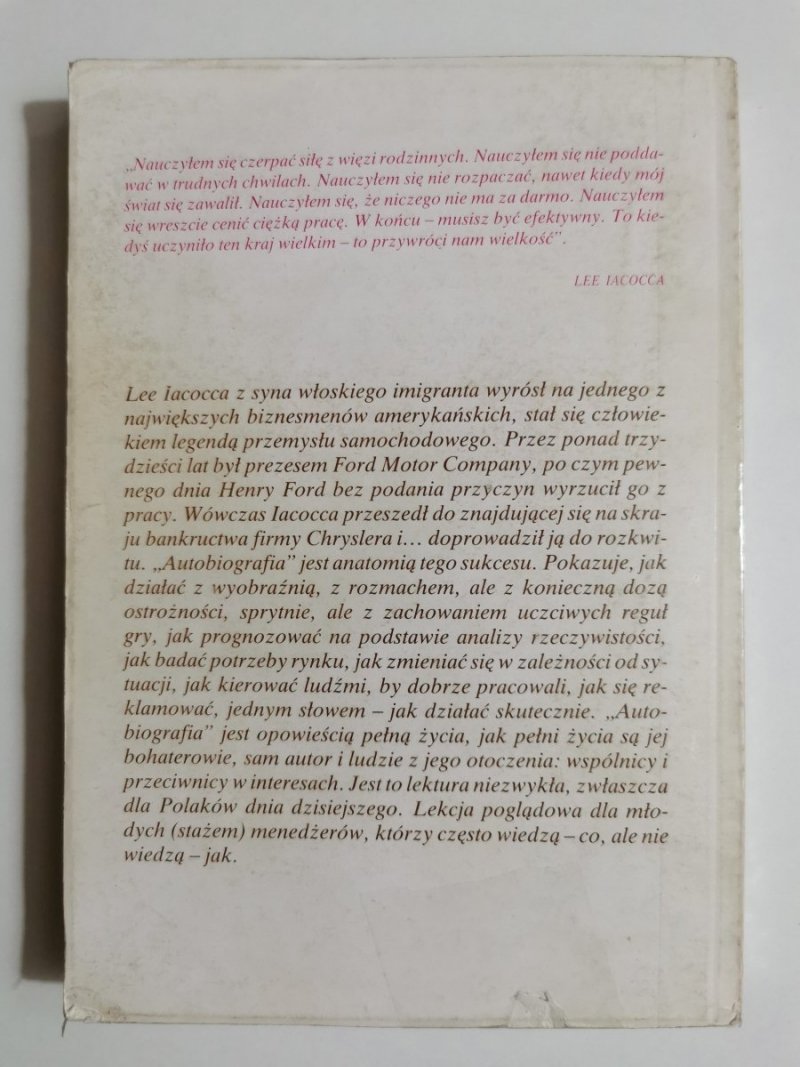 „Nauczyłem się czerpać siłę z więzi rodzinnych. Nauczyłem się nie podda-
wać w trudnych chwilach. Nauczyłem się nie rozpaczać, nawet kiedy mój
świat się zawalił. Nauczyłem się, że niczego nie ma za darmo. Nauczyłem
się wreszcie cenić ciężką pracę. W końcu – musisz być efektywny. To kie-
dyś uczyniło ten kraj wielkim – to przywróci nam wielkość”.
LEE IACOCCA
Lee Iacocca z syna włoskiego imigranta wyrósł na jednego z
największych biznesmenów amerykańskich, stał się człowie-
kiem legendą przemysłu samochodowego. Przez ponad trzy-
dzieści lat był prezesem Ford Motor Company, po czym pew-
nego dnia Henry Ford bez podania przyczyn wyrzucił go z
pracy. Wówczas Iacocca przeszedł do znajdującej się na skra-
ju bankructwa firmy Chryslera i... doprowadził ją do rozkwi-
tu. „Autobiografia” jest anatomią tego sukcesu. Pokazuje, jak
działać z wyobraźnią, z rozmachem, ale z konieczną dozą
ostrożności, sprytnie, ale z zachowaniem uczciwych reguł
gry, jak prognozować na podstawie analizy rzeczywistości,
jak badać potrzeby rynku, jak zmieniać się w zależności od sy-
tuacji, jak kierować ludźmi, by dobrze pracowali, jak się re-
klamować, jednym słowem – jak działać skutecznie. „Auto-
biografia” jest opowieścią pełną życia, jak pełni życia są jej
bohaterowie, sam autor i ludzie z jego otoczenia: wspólnicy i
przeciwnicy w interesach. Jest to lektura niezwykła, zwłaszcza
dla Polaków dnia dzisiejszego. Lekcja poglądowa dla mło-
dych (stażem) menedżerów, którzy często wiedzą – co, ale nie
wiedzą – jak.